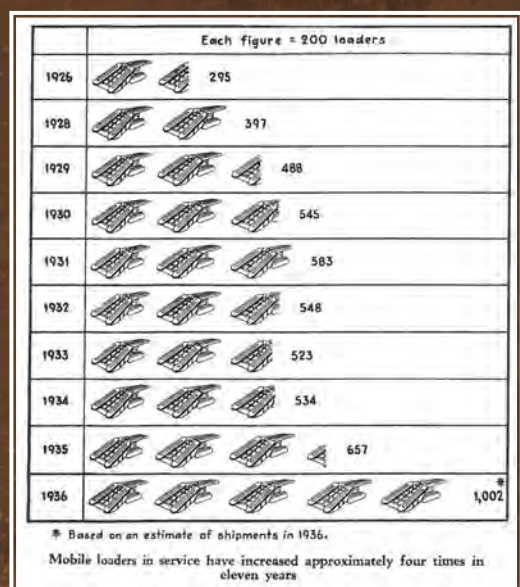 Each figure = 200 loaders
1926 295
1928 397
1929 488
1930 545
1931 583
1932 548
1933 523
1934 534
1935 657
1936 1,002*
* Based on an estimate of shipments in 1936.
Mobile loaders in service have increased approximately four times in
eleven years